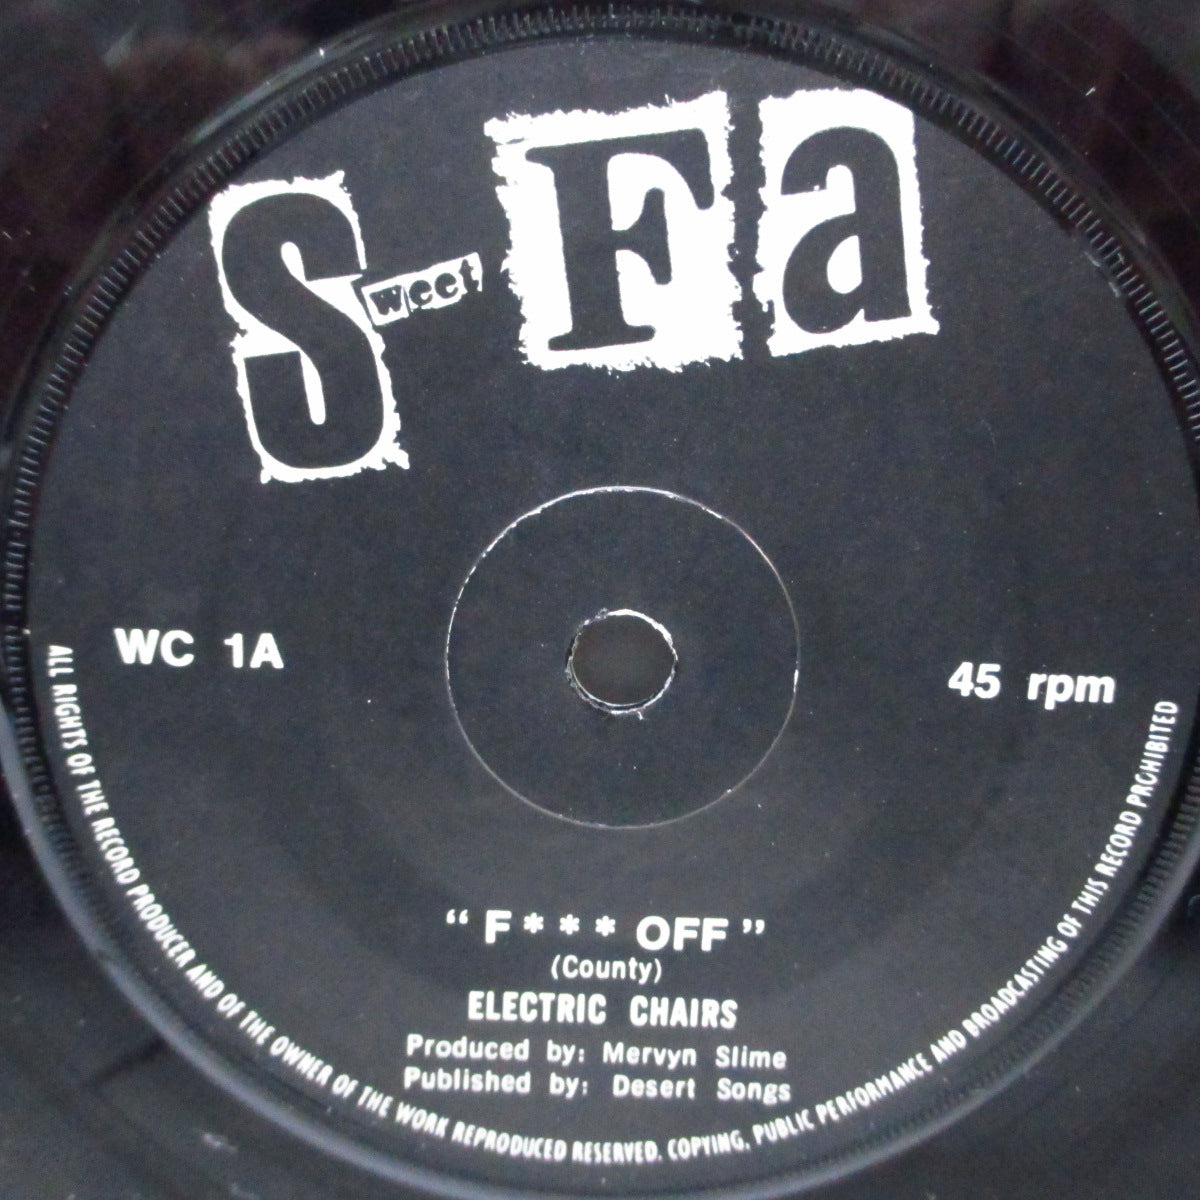 Sweet Fa
WC 1A
45 rpm
“ F * * * OFF ”
(County)
ELECTRIC CHAIRS
Produced by: Mervyn Slime
Published by: Desert Songs
ALL RIGHTS OF THE RECORD PRODUCER AND OF THE OWNER OF THE WORK REPRODUCED RESERVED. COPYING, PUBLIC PERFORMANCE AND BROADCASTING OF THIS RECORD PROHIBITED